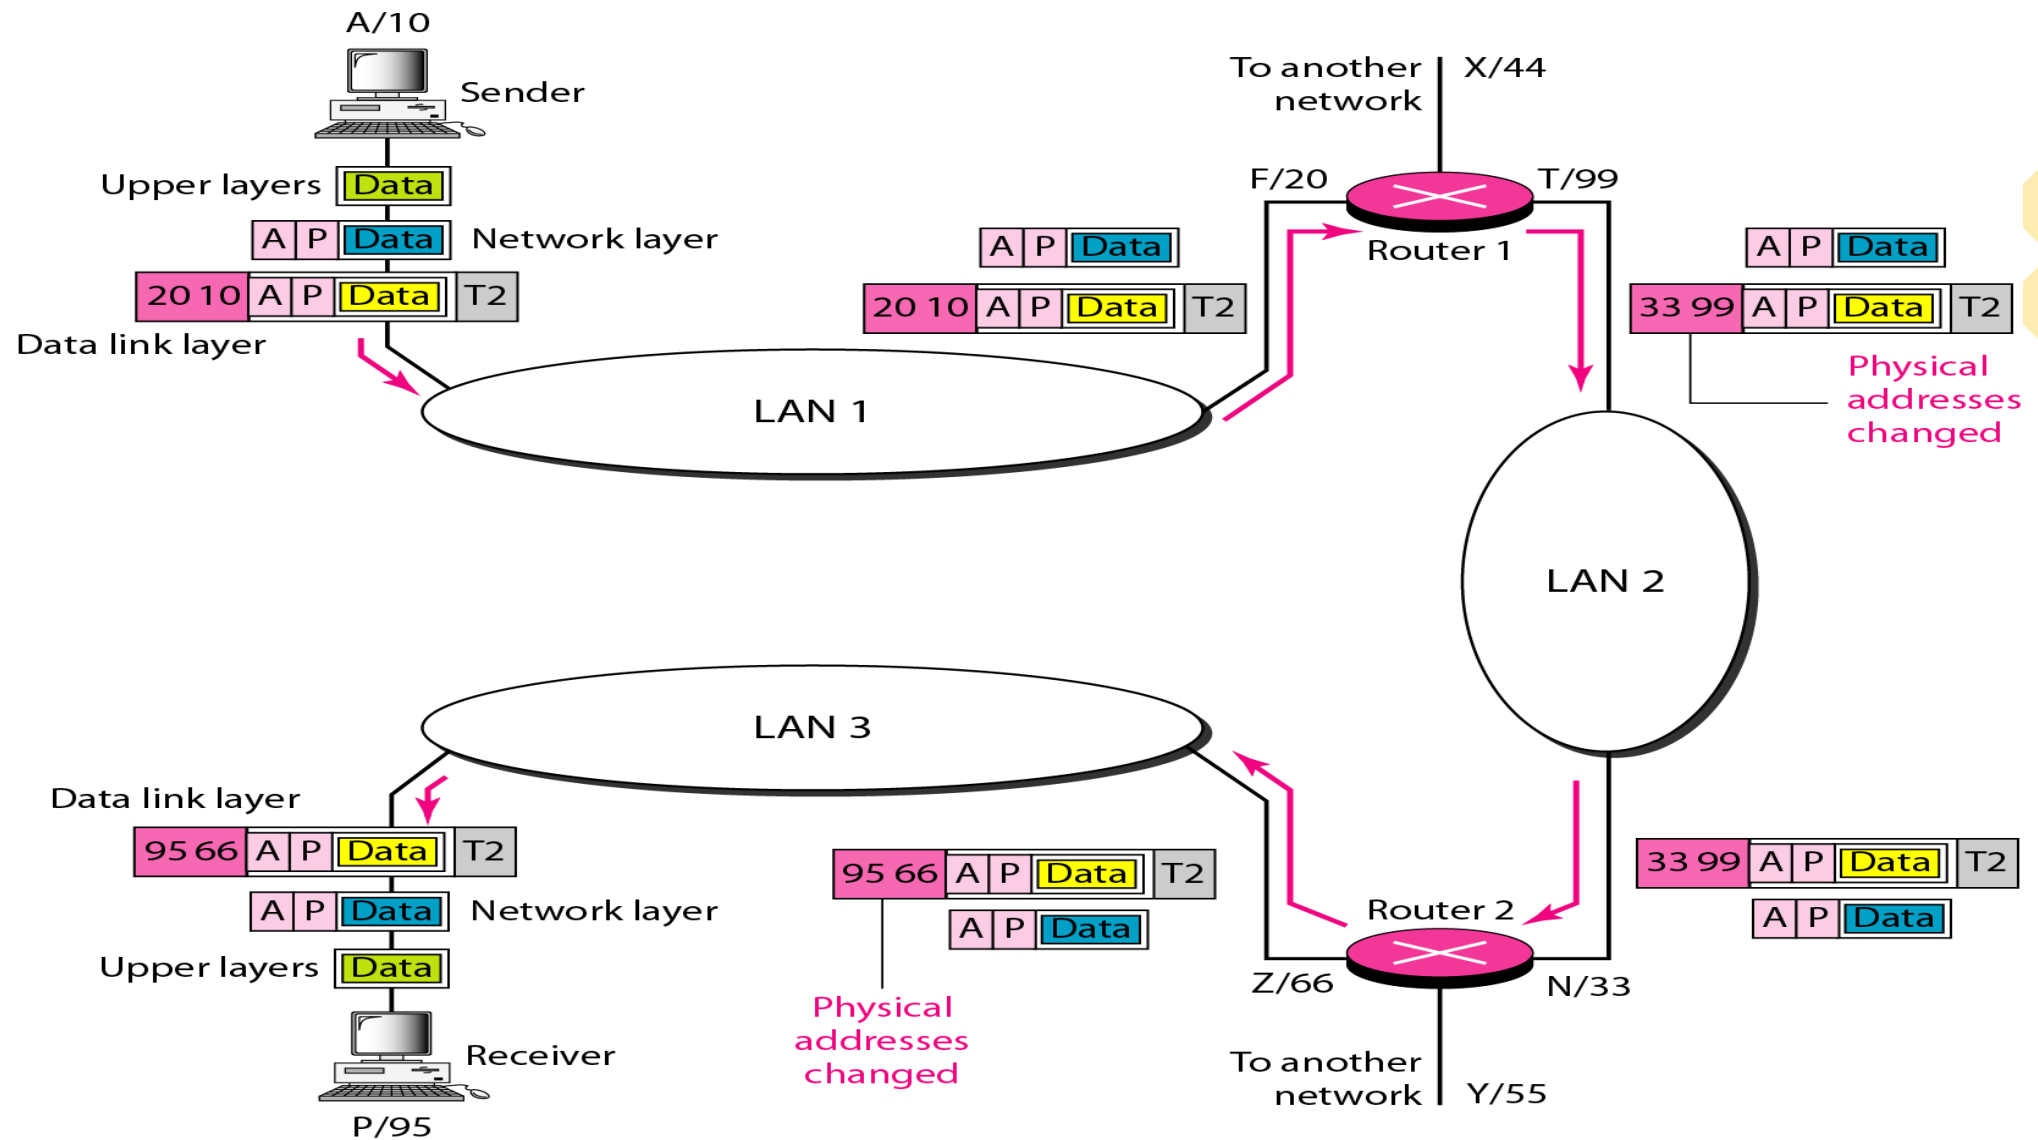 A/10
Sender
Upper layers
Data
A P Data
Network layer
20 10 A P Data T2
Data link layer
LAN 1
A P Data
20 10 A P Data T2
To another
network
X/44
F/20
T/99
Router 1
A P Data
33 99 A P Data T2
Physical
addresses
changed
LAN 2
LAN 3
Data link layer
95 66 A P Data T2
A P Data
Network layer
Upper layers
Data
Receiver
P/95
95 66 A P Data T2
A P Data
Physical
addresses
changed
Router 2
Z/66
N/33
To another
network
Y/55
33 99 A P Data T2
A P Data